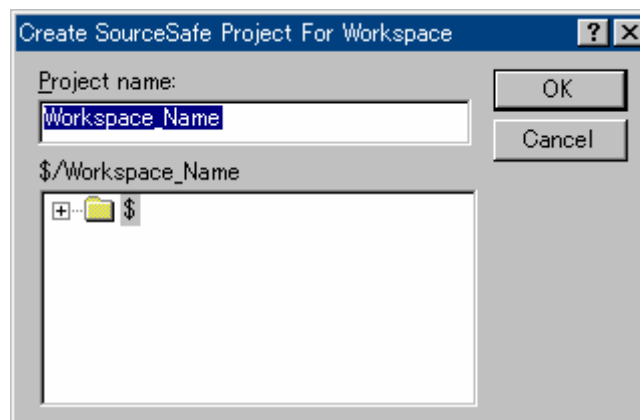 Create SourceSafe Project For Workspace
Project name:
Workspace_Name
OK
Cancel
$/Workspace_Name
$